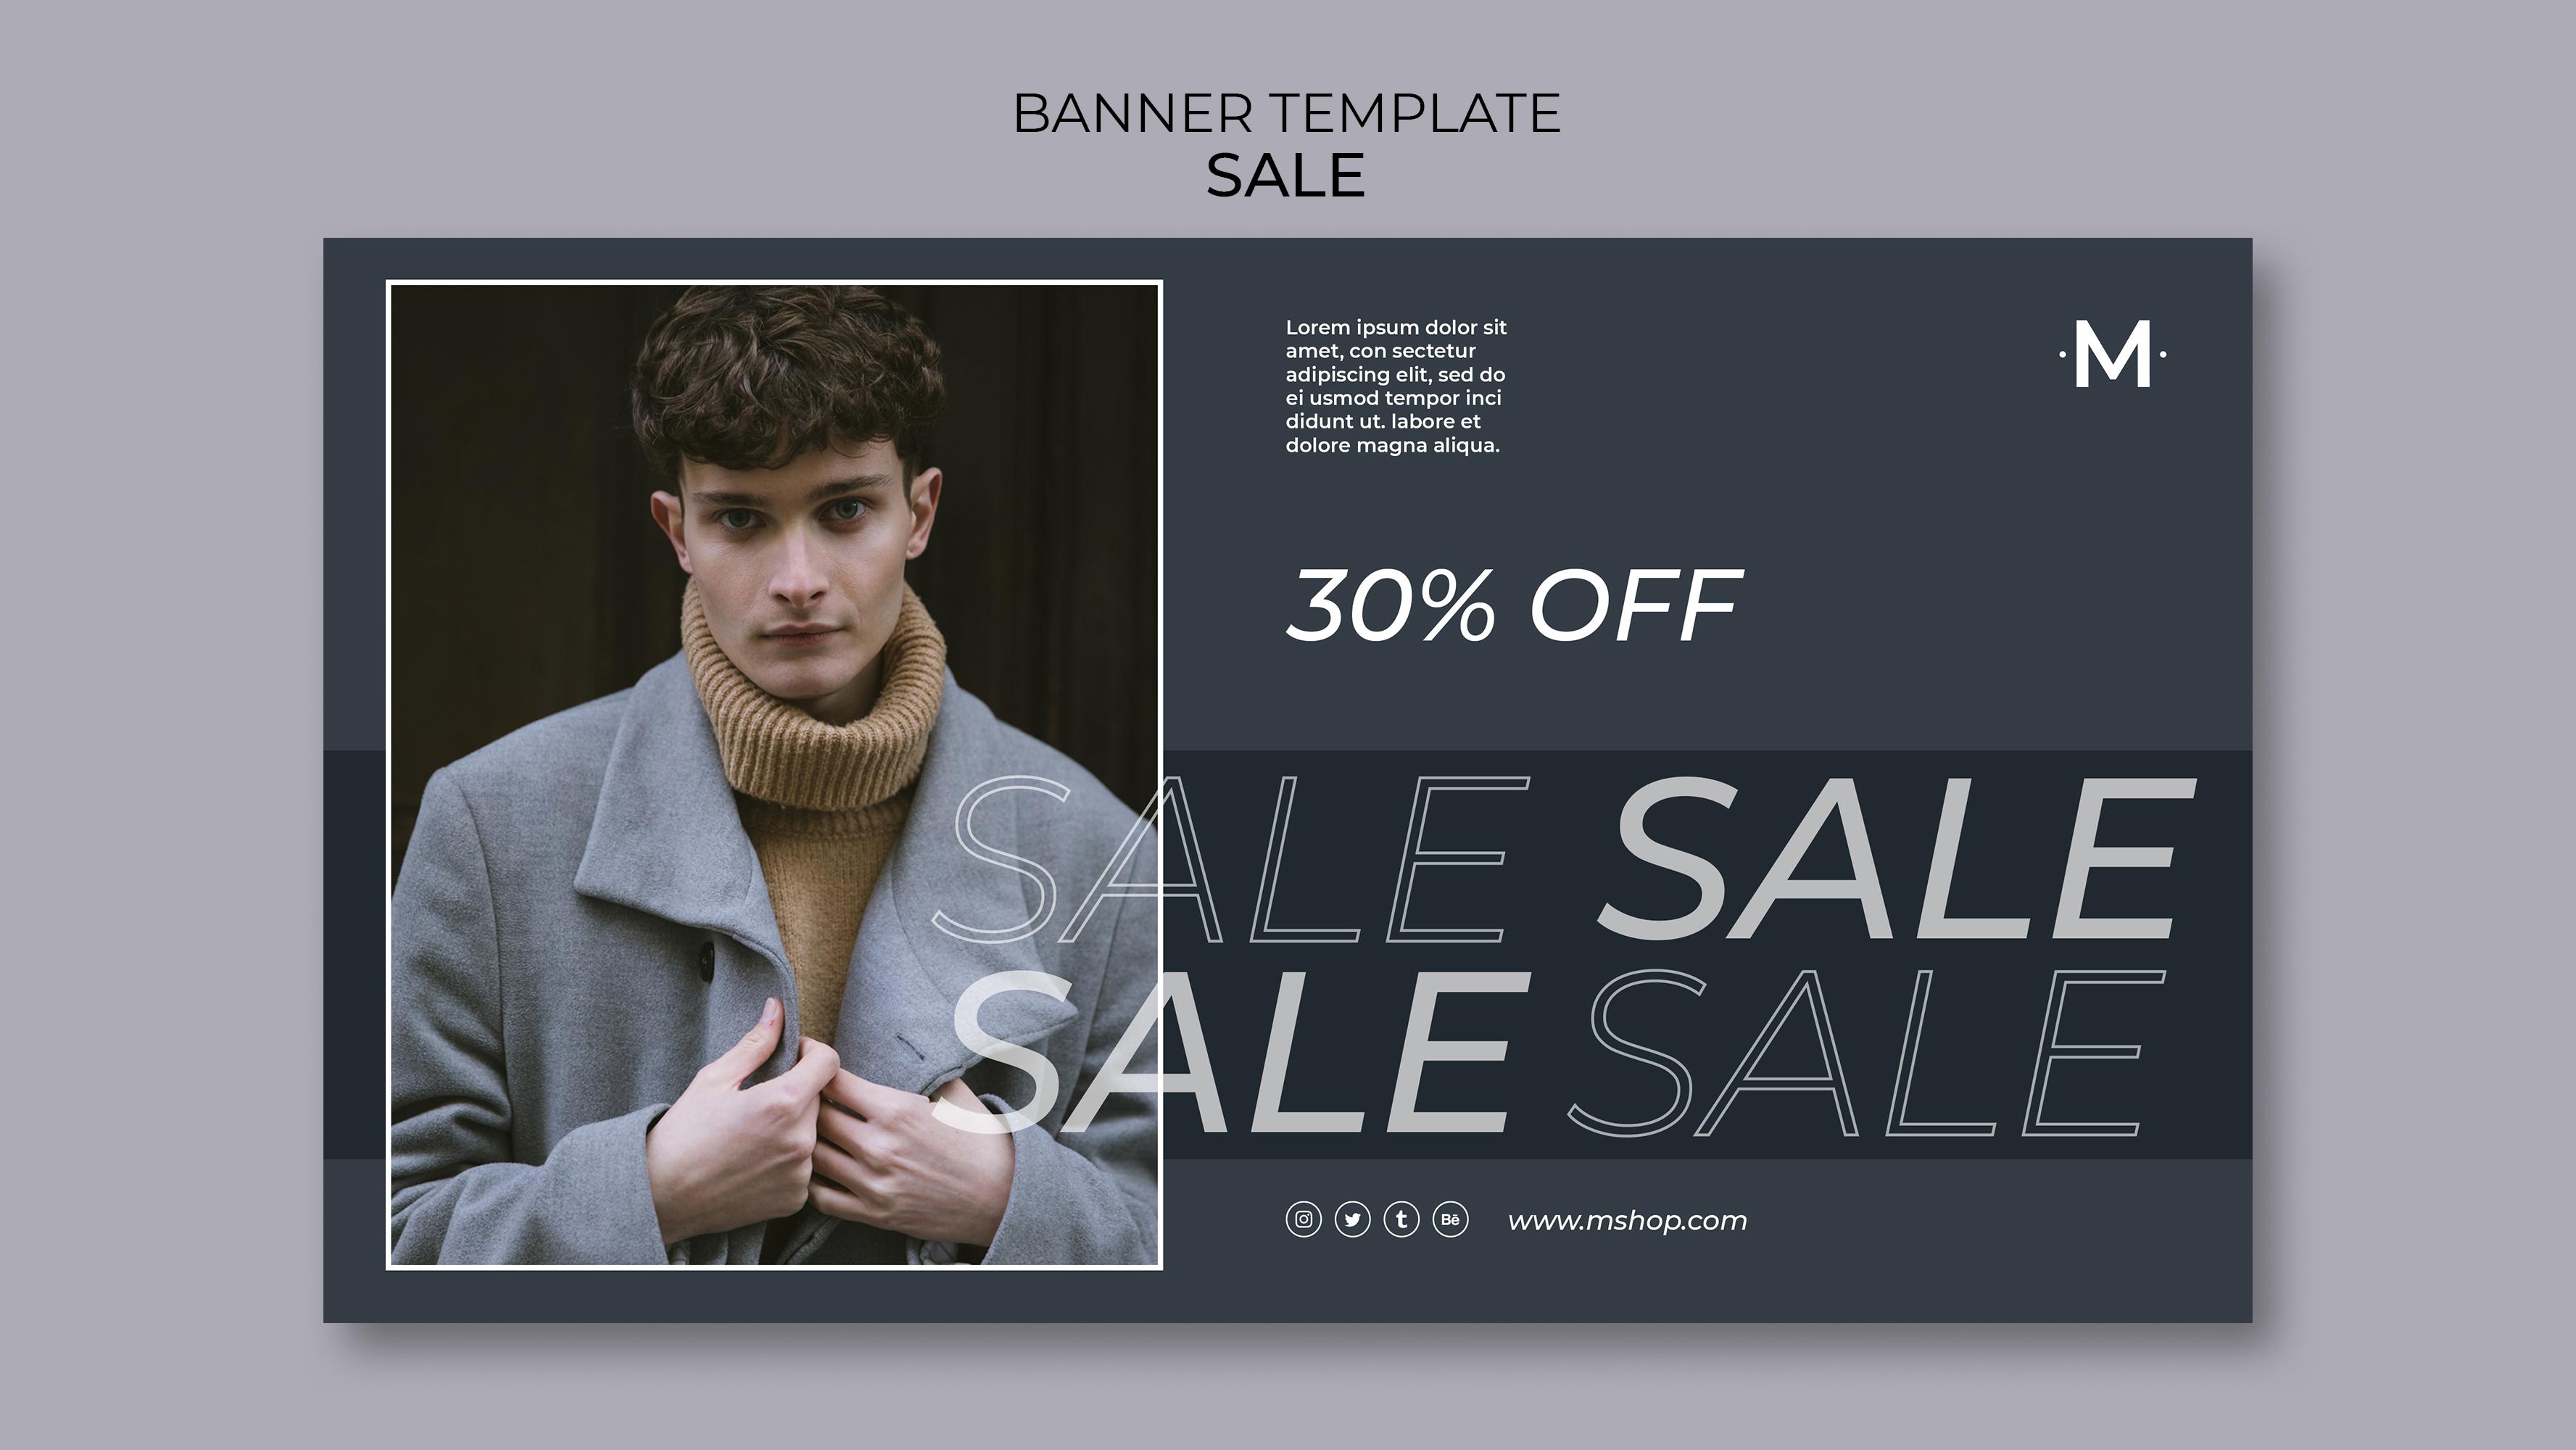 BANNER TEMPLATE
SALE
Lorem ipsum dolor sit
amet, con sectetur
adipiscing elit, sed do
ei usmod tempor inci
didunt ut. labore et
dolore magna aliqua.
·M·
30% OFF
SALE SALE
SALE SALE
t Bē www.mshop.com